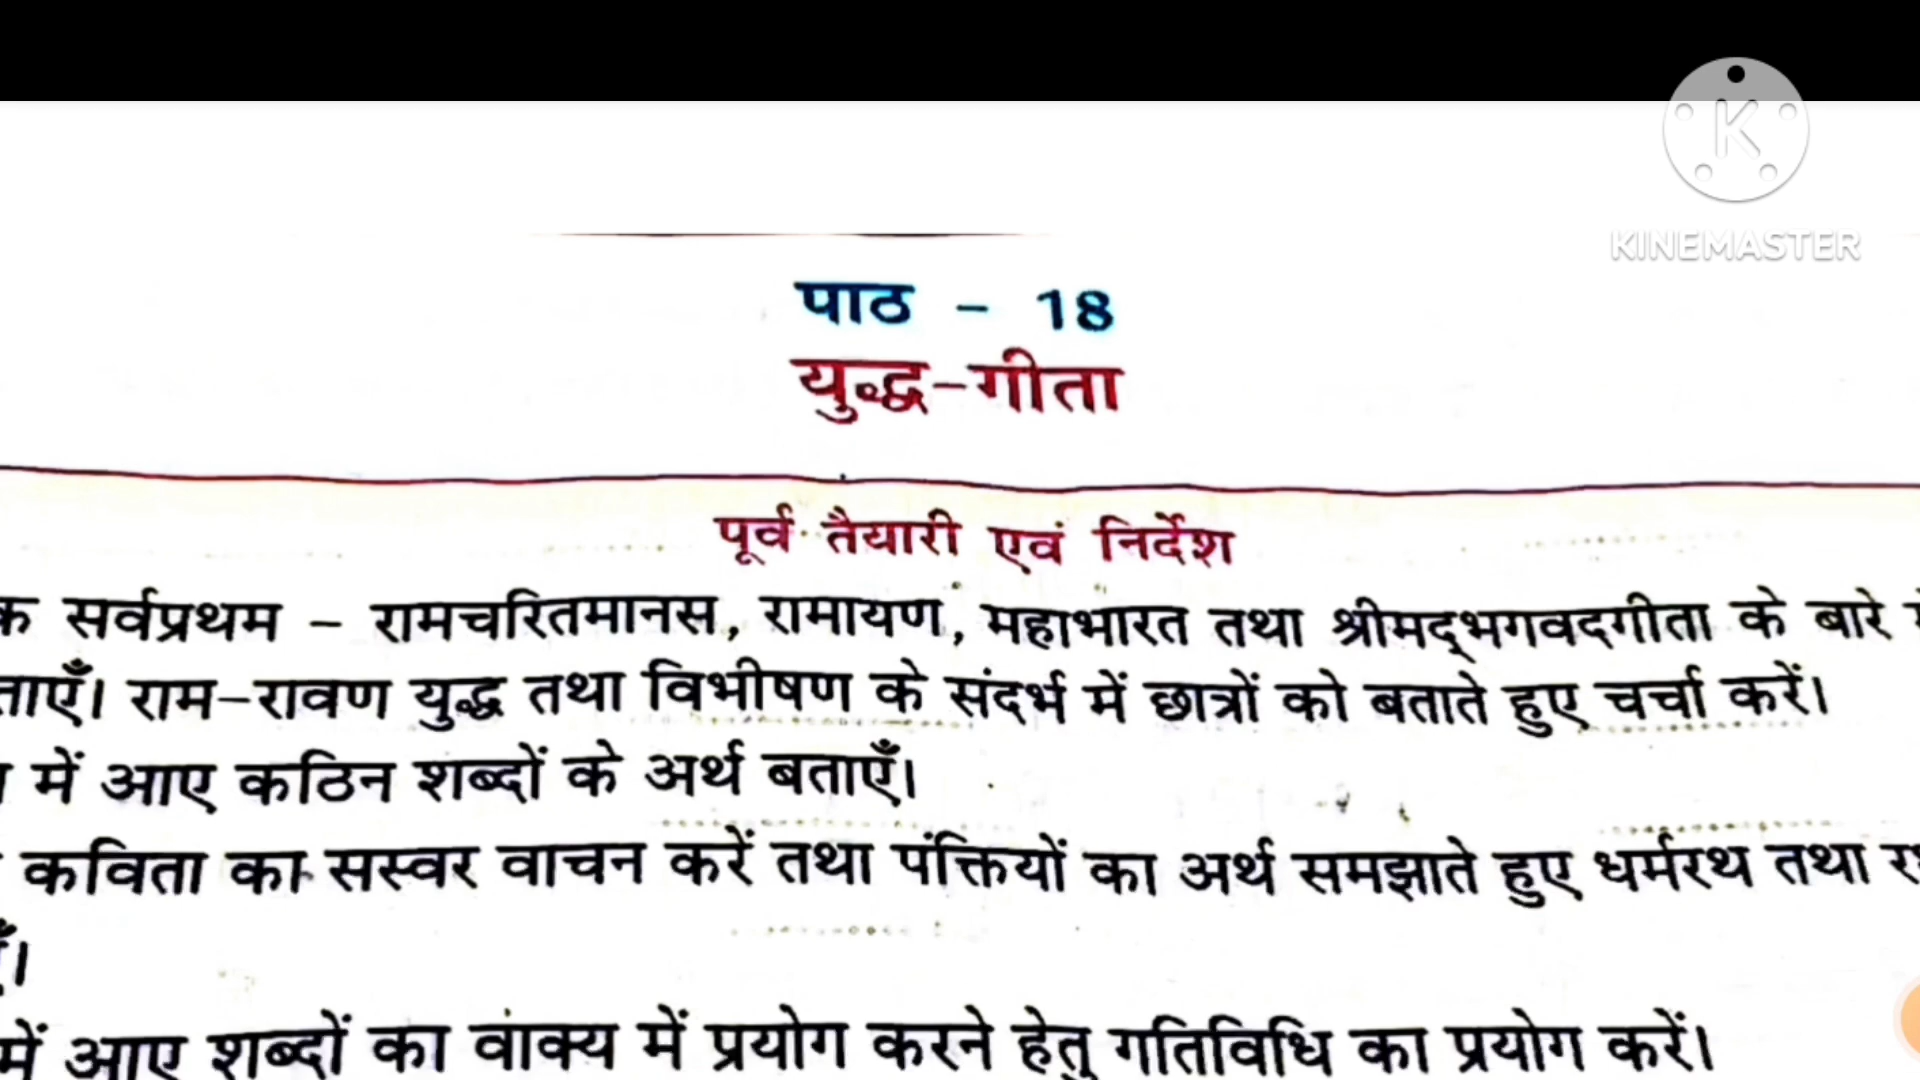 K
KINEMASTER
पाठ - 18
युद्ध-गीता
पूर्व तैयारी एवं निर्देश
सर्वप्रथम - रामचरितमानस, रामायण, महाभारत तथा श्रीमद्भगवदगीता के बारे
राम-रावण युद्ध तथा विभीषण के संदर्भ में छात्रों को बताते हुए चर्चा करें।
में आए कठिन शब्दों के अर्थ बताएँ।
कविता का सस्वर वाचन करें तथा पंक्तियों का अर्थ समझाते हुए धर्मरथ तथा
में आए शब्दों का वाक्य में प्रयोग करने हेतु गतिविधि का प्रयोग करें।